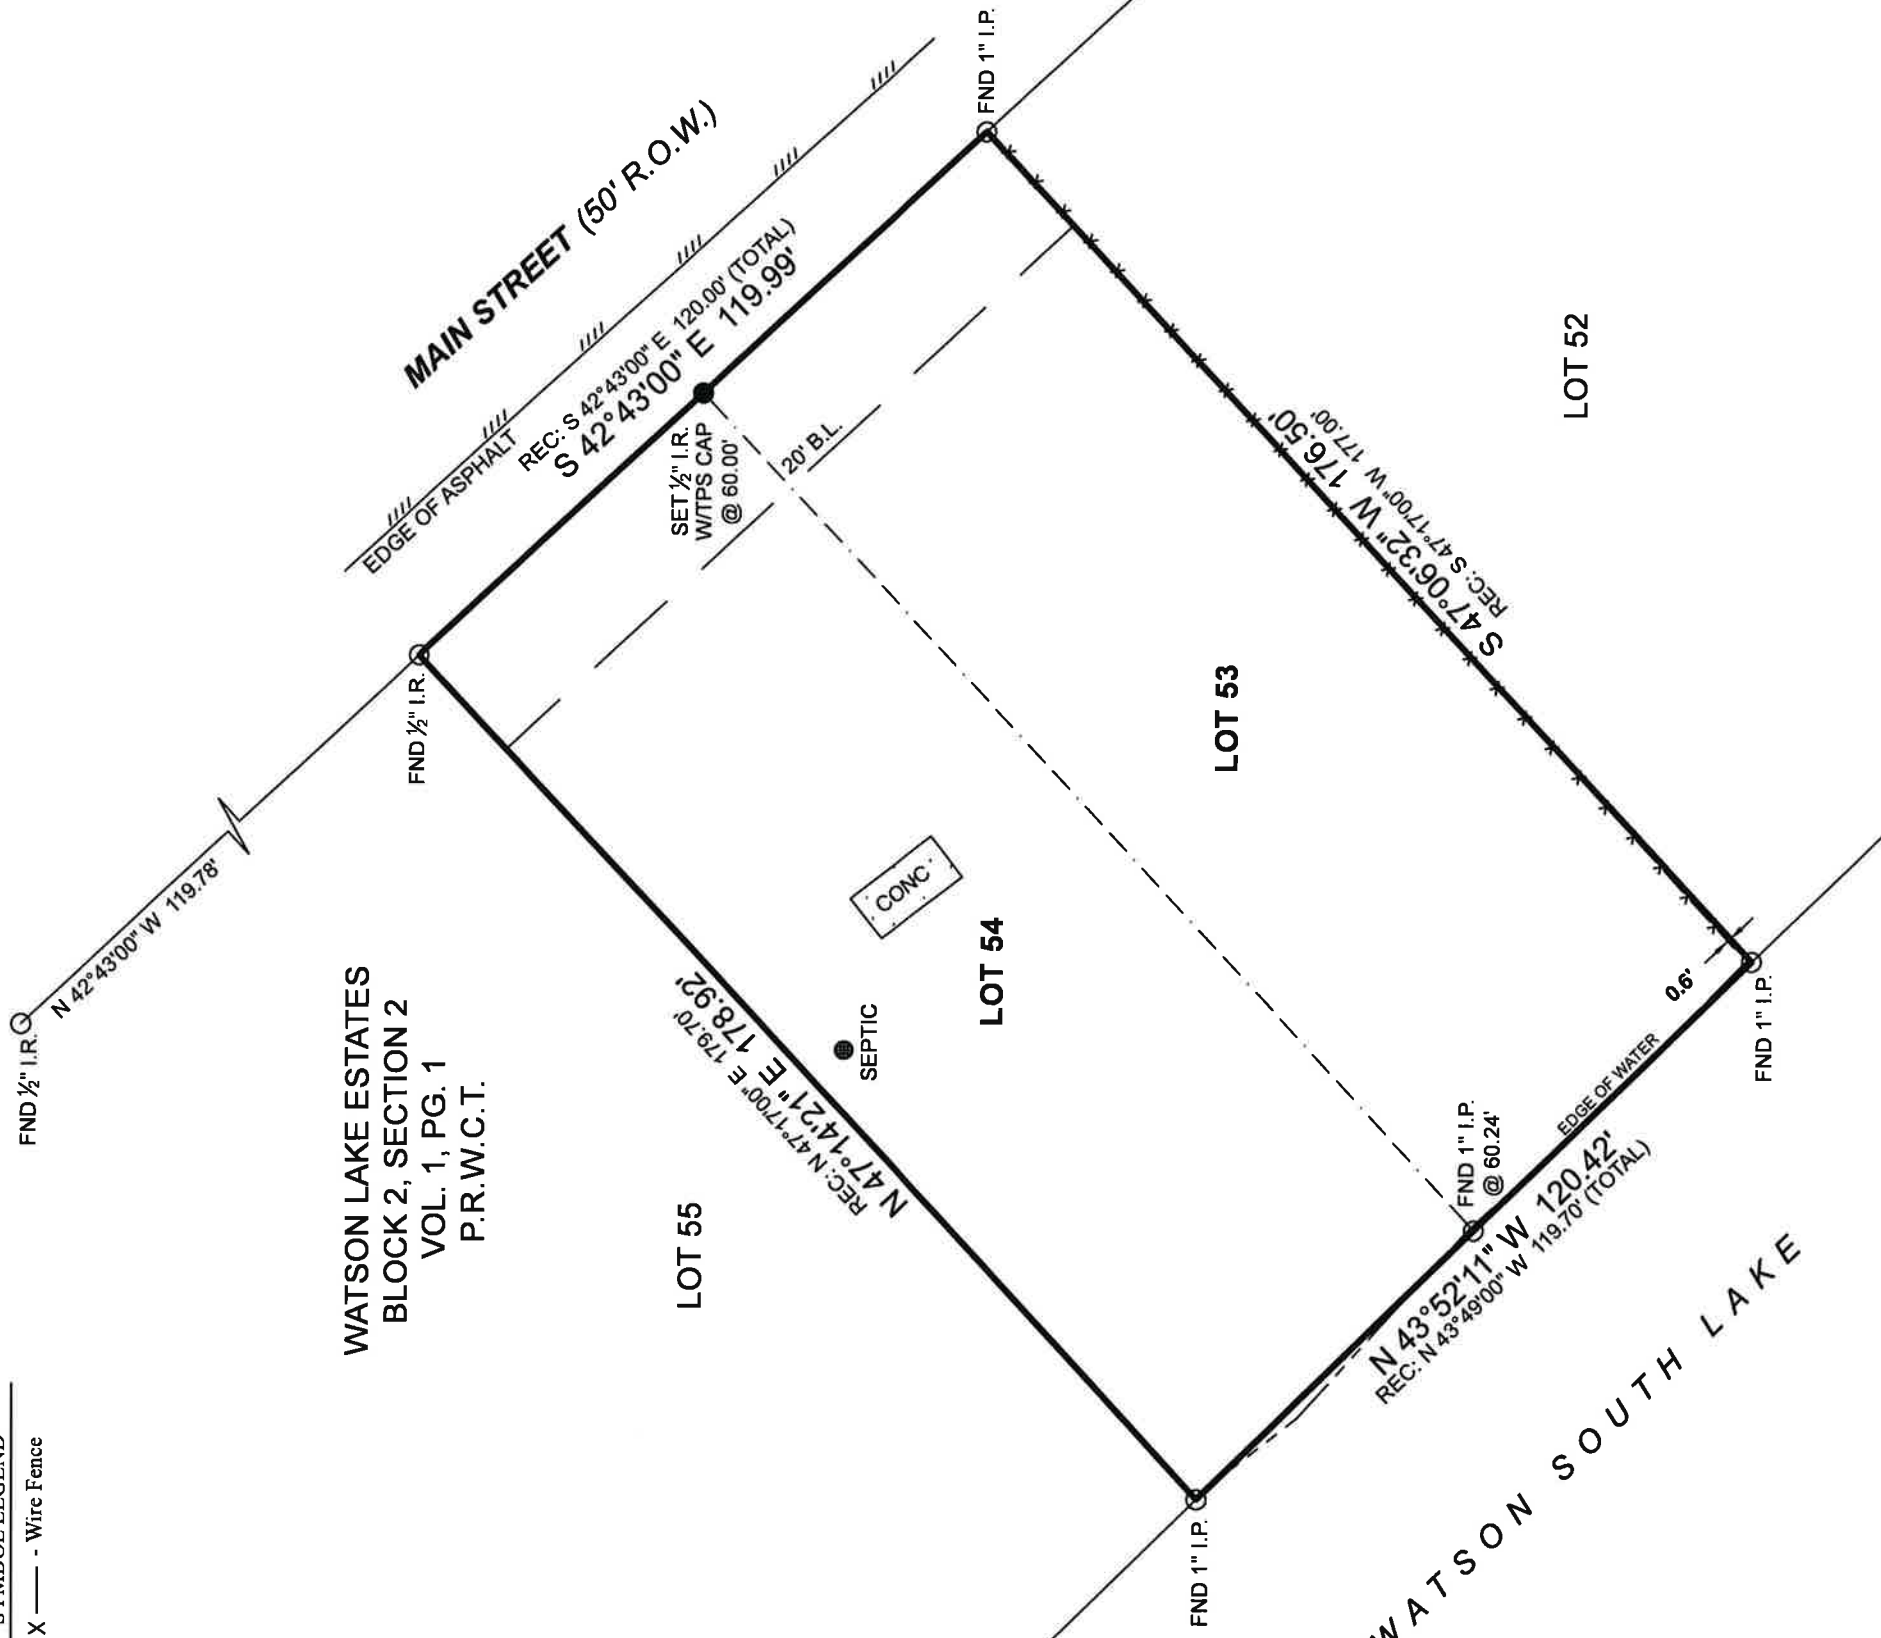 FND ½" I.R.
N 42°43'00" W 119.78'
WATSON LAKE ESTATES
BLOCK 2, SECTION 2
VOL. 1, PG. 1
P.R.W.C.T.
MAIN STREET (50' R.O.W.)
EDGE OF ASPHALT
REC: S 42°43'00" E 120.00' (TOTAL)
S 42°43'00" E 119.99'
FND 1" I.P.
FND ½" I.R.
SET ½" I.R.
W/TPS CAP
@ 60.00'
20' B.L.
LOT 52
S 47°06'32" W 176.50'
REC: S 47°17'00" W 177.00'
LOT 53
CONC
LOT 54
SEPTIC
N 47°14'21" E 178.92'
REC: N 47°17'00" E 179.70'
LOT 55
0.6'
FND 1" I.P.
EDGE OF WATER
FND 1" I.P.
@ 60.24'
N 43°52'11" W 120.42'
REC: N 43°49'00" W 119.70' (TOTAL)
FND 1" I.P.
WATSON SOUTH LAKE
SYMBOL LEGEND
X —— - Wire Fence